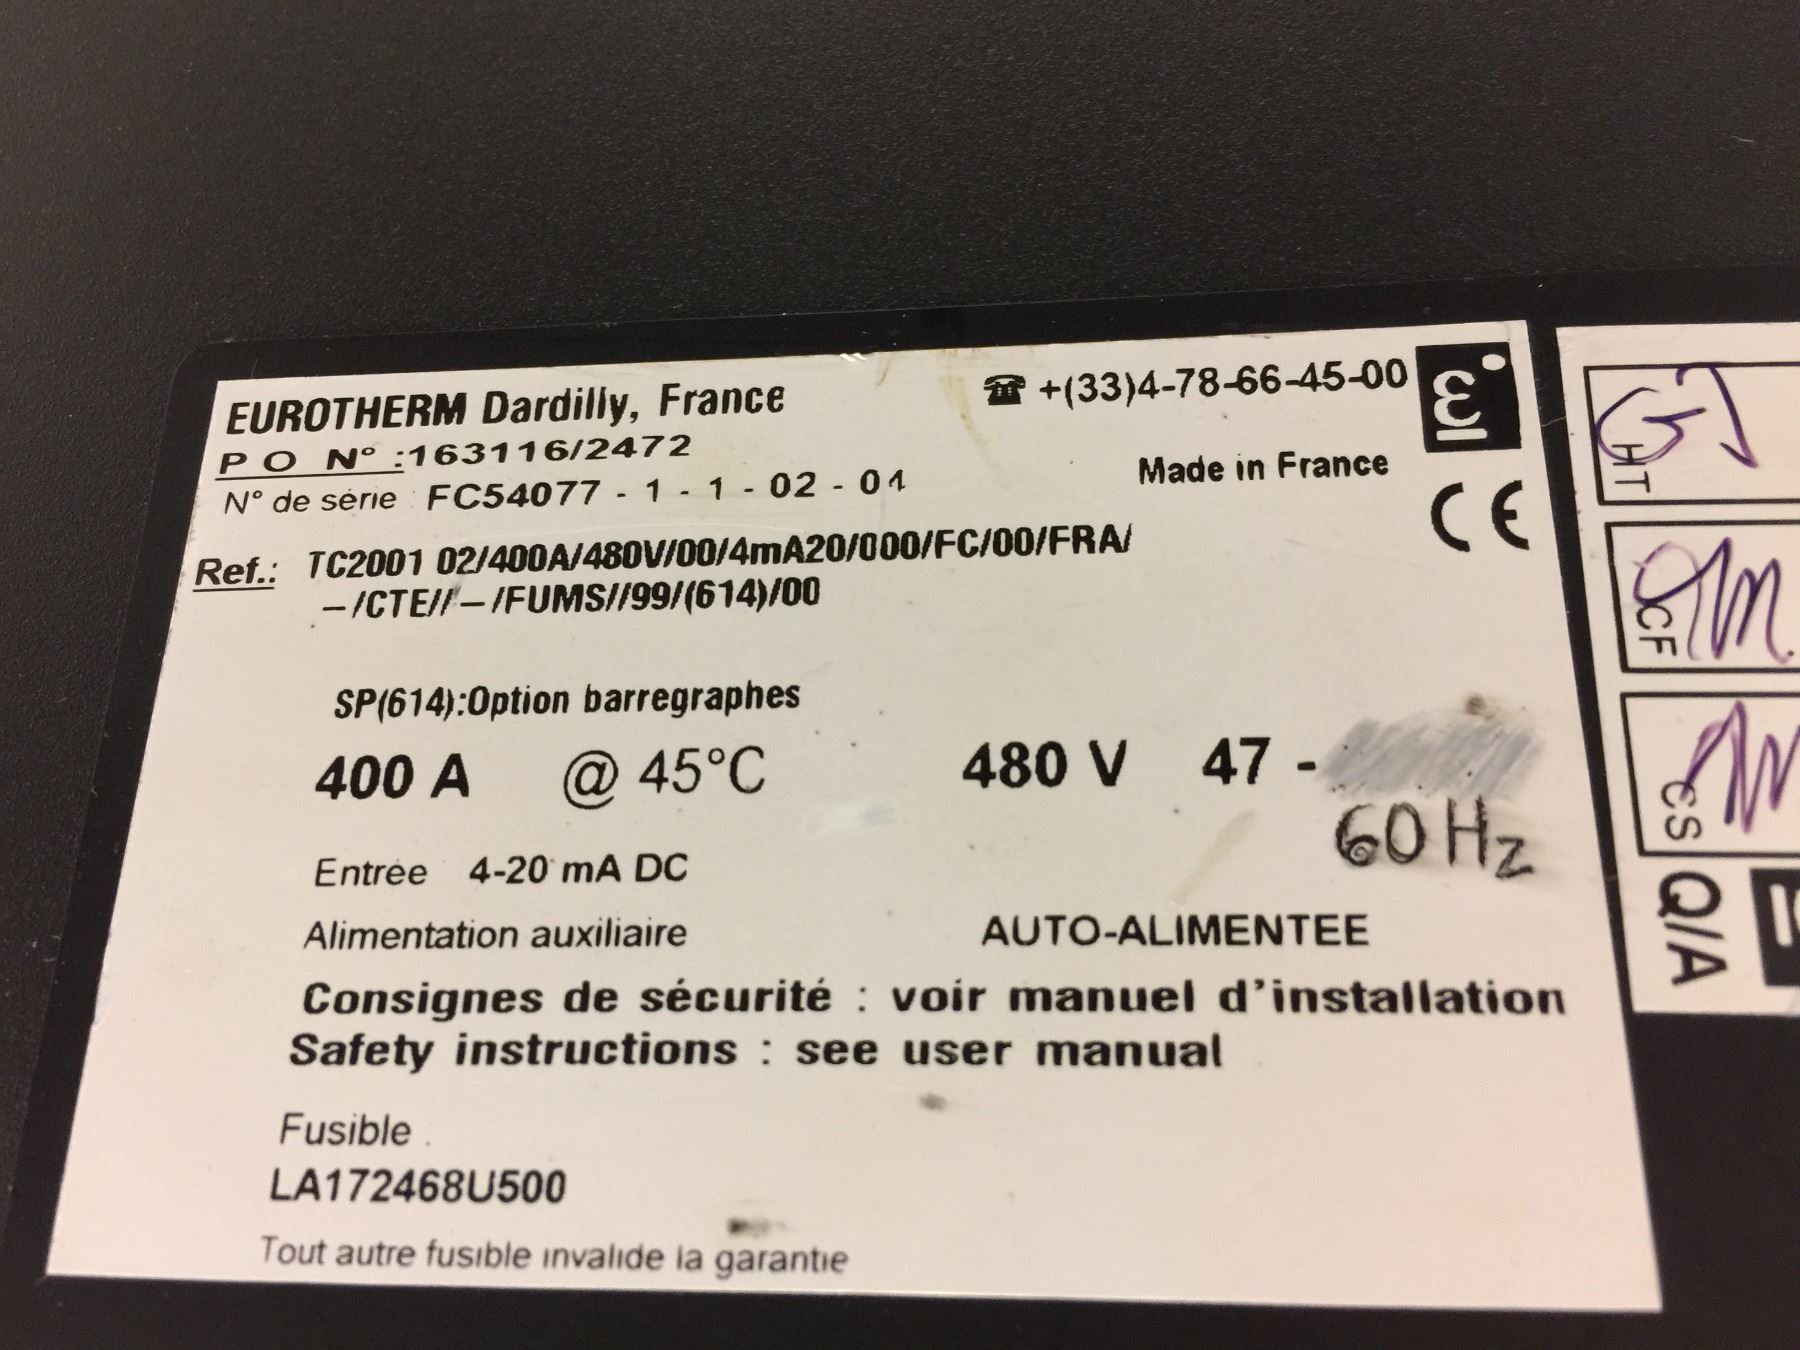 EUROTHERM Dardilly, France
☎ +(33)4-78-66-45-00
PO N° :163116/2472
Made in France
N° de série : FC54077 - 1 - 1 - 02 - 04
CE
Ref.: TC2001 02/400A/480V/00/4mA20/000/FC/00/FRA/
–/CTE//–/FUMS//99/(614)/00
SP(614):Option barregraphes
400 A @ 45°C 480 V 47 -
60 Hz
Entrée 4-20 mA DC
Alimentation auxiliaire AUTO-ALIMENTEE
Consignes de sécurité : voir manuel d'installation
Safety instructions : see user manual
Fusible
LA172468U500
Tout autre fusible invalide la garantie
HT
CF
CS
Q/A